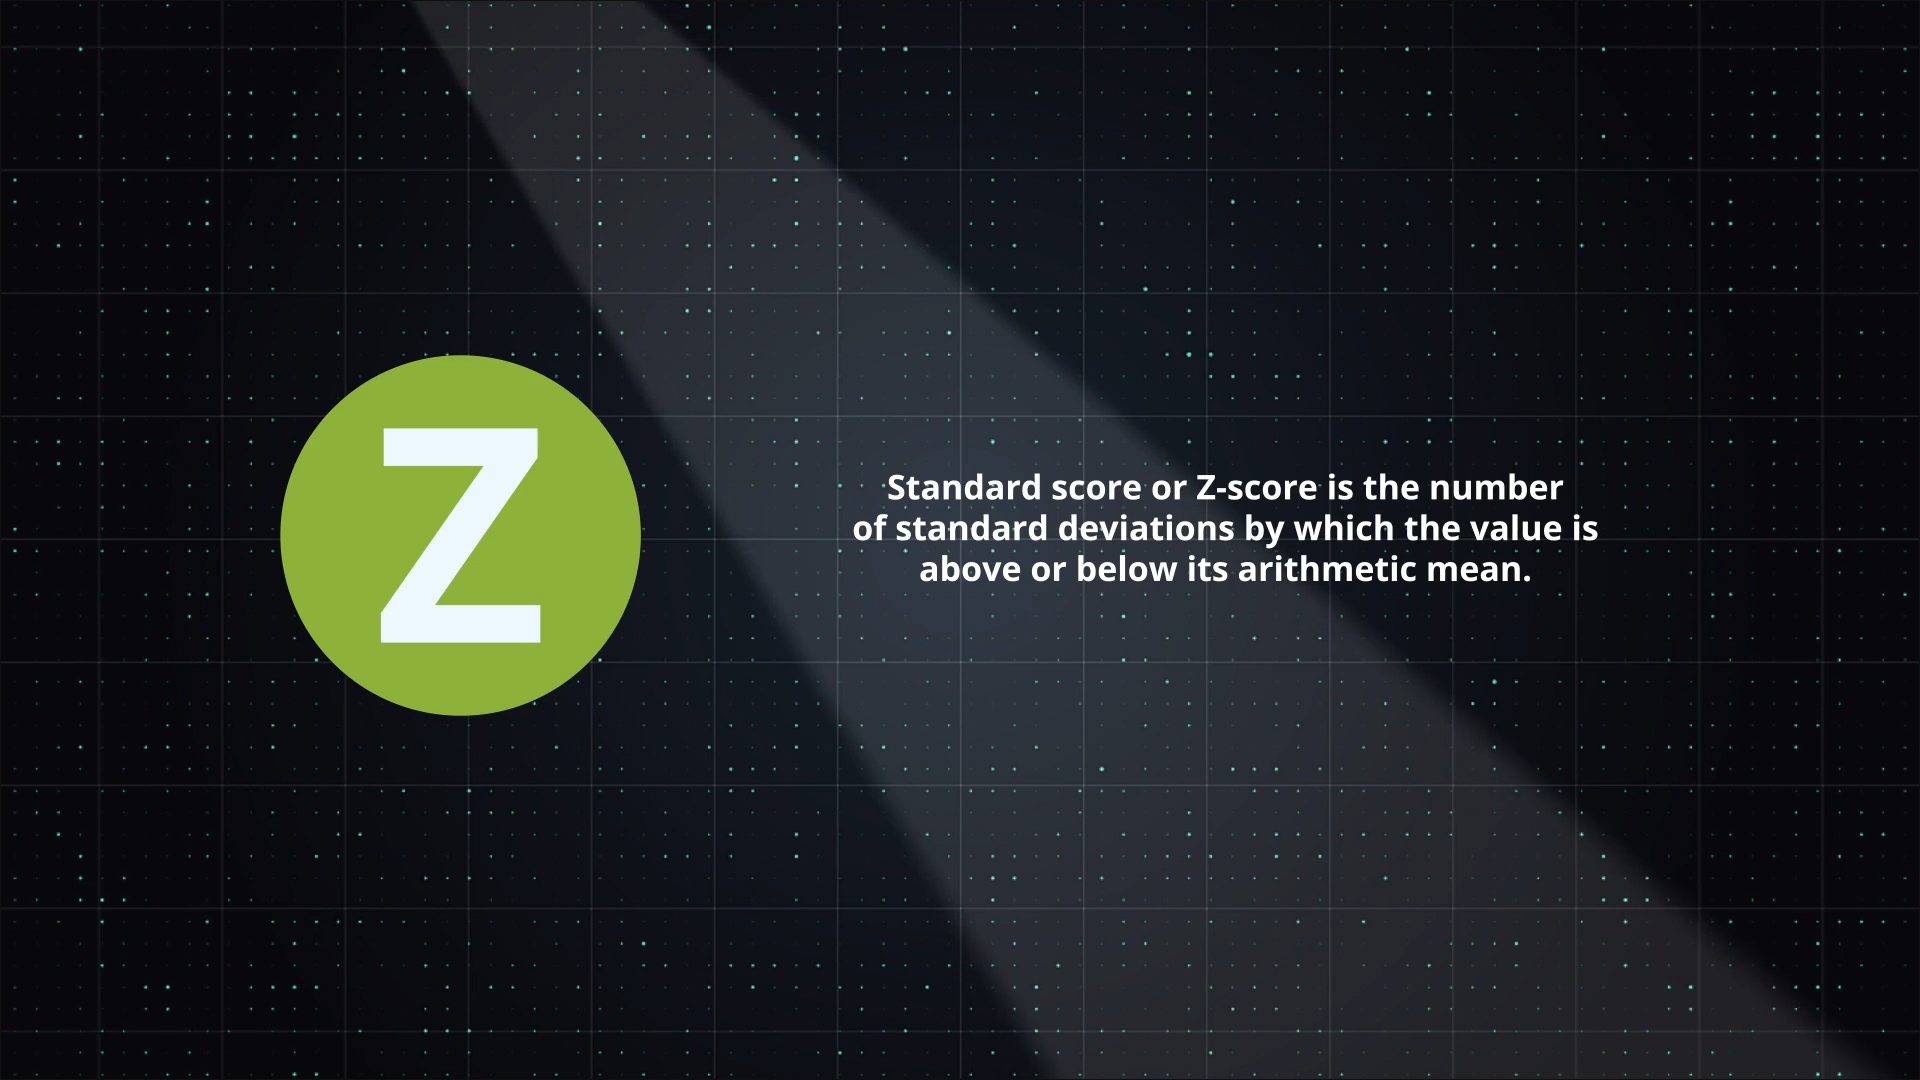 Z
Standard score or Z-score is the number
of standard deviations by which the value is
above or below its arithmetic mean.